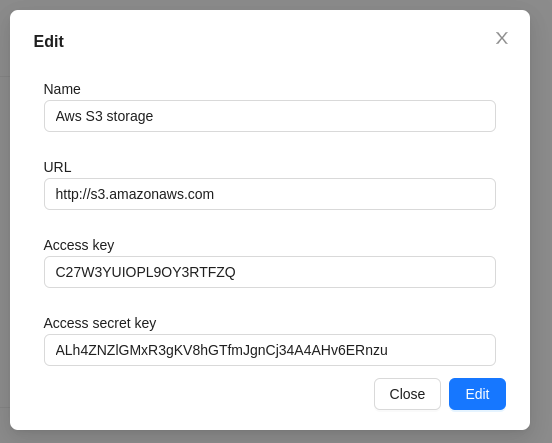 Edit
X
Name
Aws S3 storage
URL
http://s3.amazonaws.com
Access key
C27W3YUIOPL9OY3RTFZQ
Access secret key
ALh4ZNZlGMxR3gKV8hGTfmJgnCj34A4AHv6ERnzu
Close
Edit